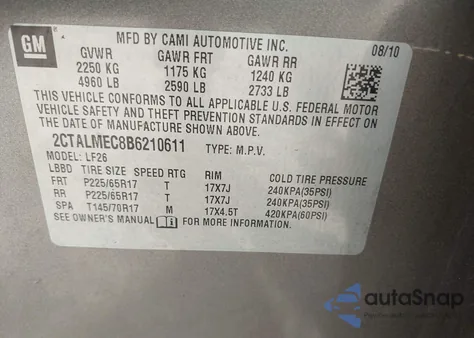 GM
MFD BY CAMI AUTOMOTIVE INC. 08/10
GVWR GAWR FRT GAWR RR
2250 KG 1175 KG 1240 KG
4960 LB 2590 LB 2733 LB
THIS VEHICLE CONFORMS TO ALL APPLICABLE U.S. FEDERAL MOTOR
VEHICLE SAFETY AND THEFT PREVENTION STANDARDS IN EFFECT ON
THE DATE OF MANUFACTURE SHOWN ABOVE.
2CTALMEC8B6210611 TYPE: M.P.V.
MODEL: LF26
LBBD TIRE SIZE SPEED RTG RIM COLD TIRE PRESSURE
FRT P225/65R17 T 17X7J 240KPA(35PSI)
RR P225/65R17 T 17X7J 240KPA(35PSI)
SPA T145/70R17 M 17X4.5T 420KPA(60PSI)
SEE OWNER'S MANUAL FOR MORE INFORMATION.
autoSnap